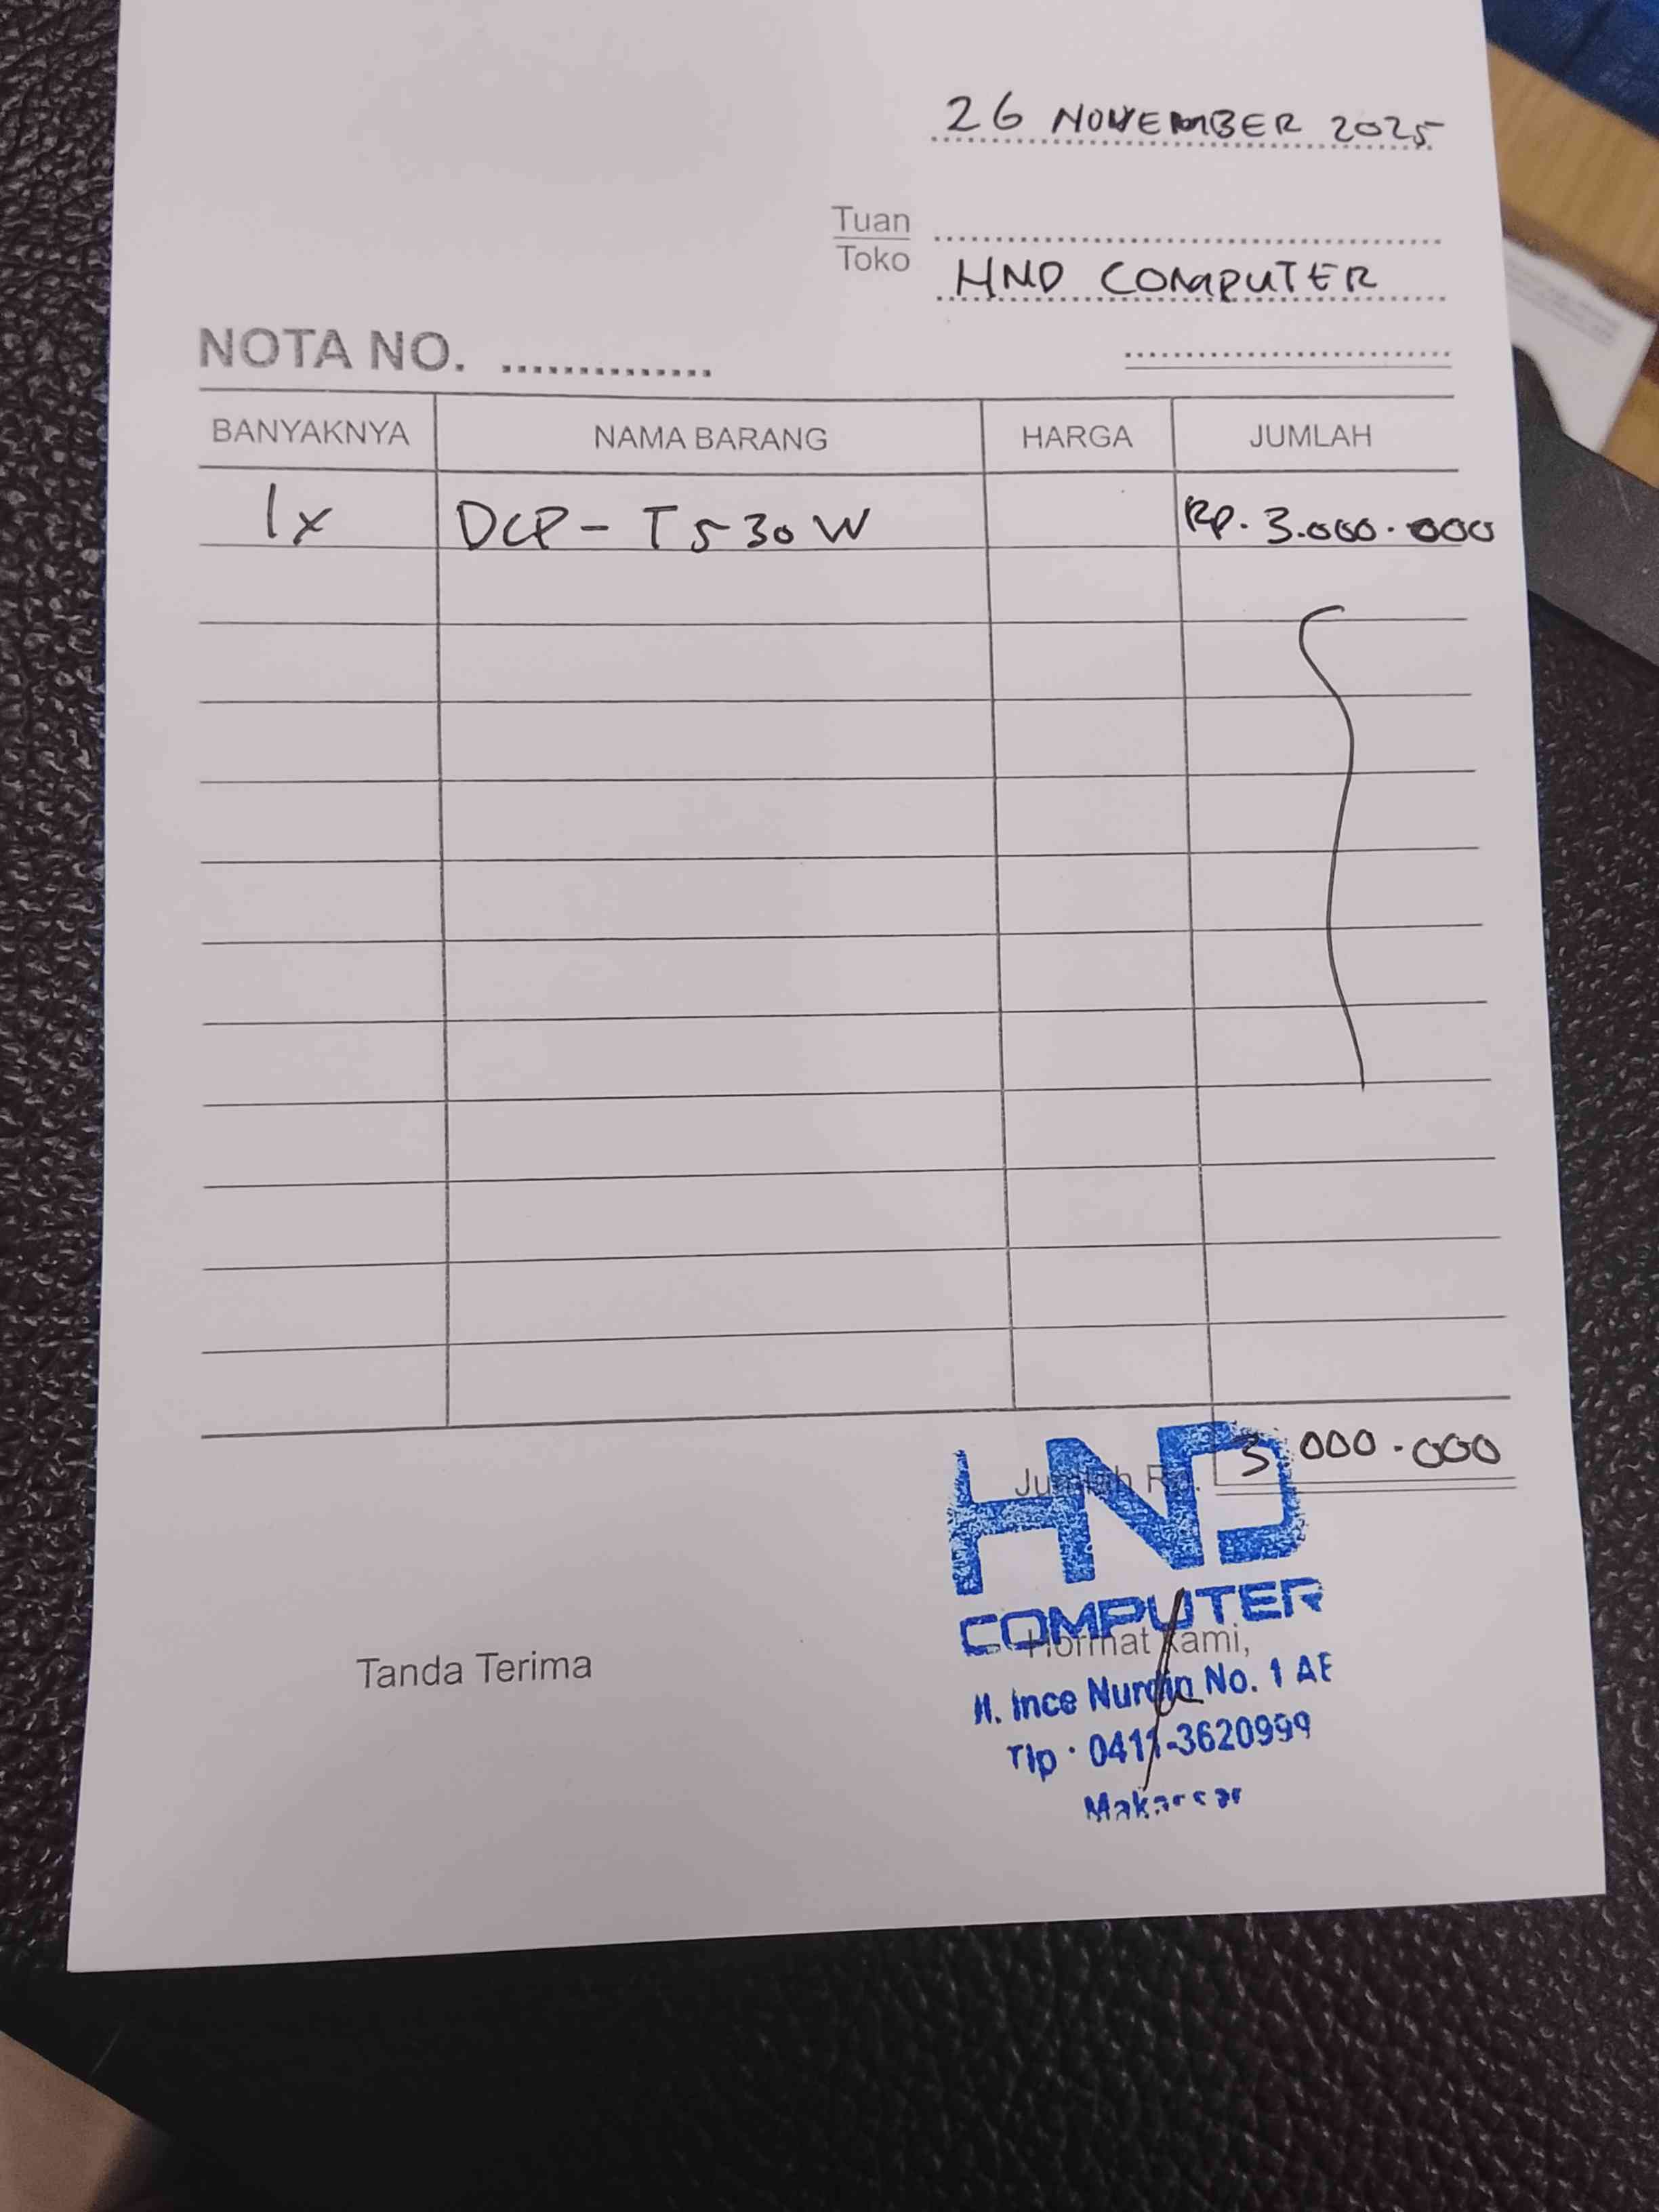 26 NOVEMBER 2025
Tuan
Toko HND COMPUTER
NOTA NO.
BANYAKNYA NAMA BARANG HARGA JUMLAH
1x DCP-T530W Rp. 3.000.000
Jumlah Rp. 3.000.000
HND
COMPUTER
Tanda Terima Hormat kami,
Jl. Ince Nurdin No. 1 AE
Tlp : 0411-3620999
Makassar